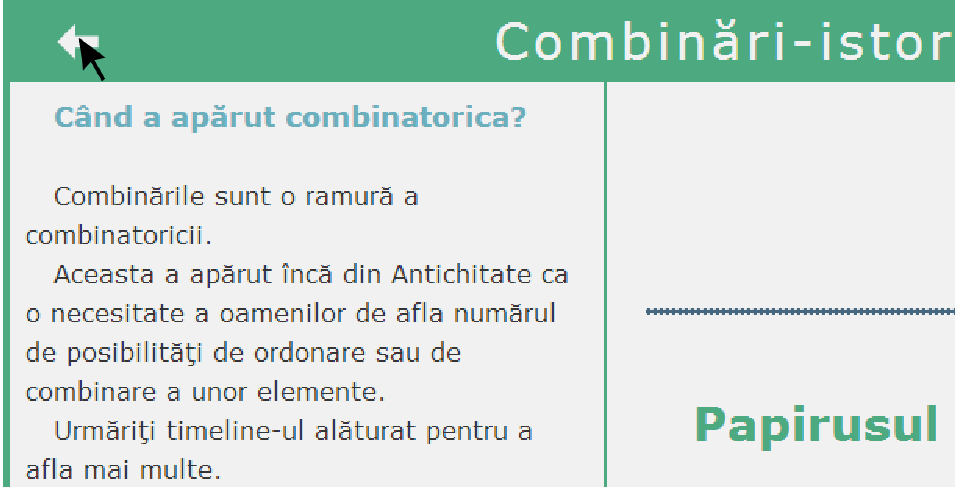 Combinări-istor
Când a apărut combinatorica?
Combinările sunt o ramură a
combinatoricii.
Aceasta a apărut încă din Antichitate ca
o necesitate a oamenilor de afla numărul
de posibilităţi de ordonare sau de
combinare a unor elemente.
Urmăriţi timeline-ul alăturat pentru a
afla mai multe.
Papirusul